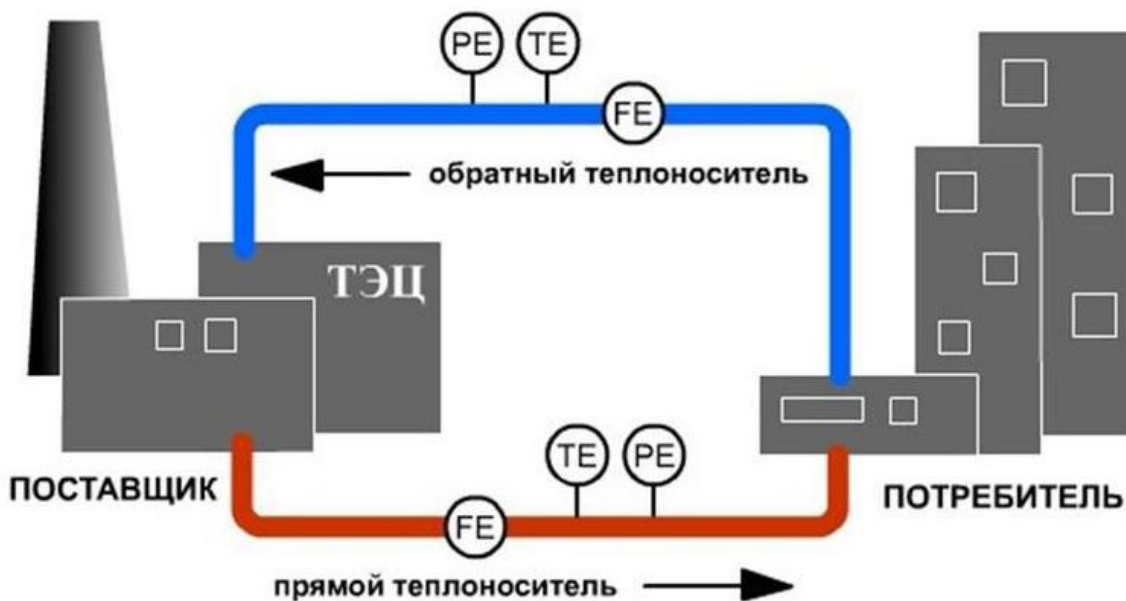 PE TE
FE
обратный теплоноситель
ТЭЦ
TE PE
ПОСТАВЩИК
ПОТРЕБИТЕЛЬ
FE
прямой теплоноситель